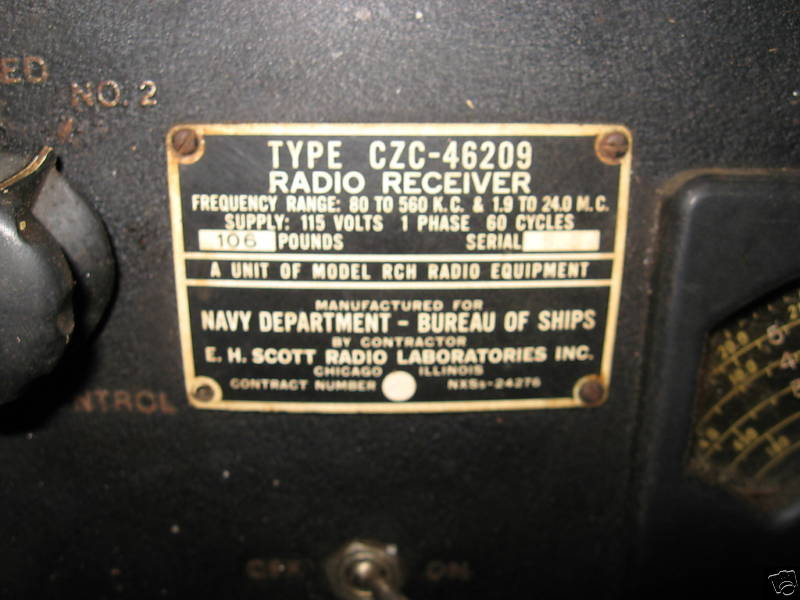 ED
NO. 2
TYPE CZC-46209
RADIO RECEIVER
FREQUENCY RANGE: 80 TO 560 K.C. & 1.9 TO 24.0 M.C.
SUPPLY: 115 VOLTS 1 PHASE 60 CYCLES
106 POUNDS SERIAL
A UNIT OF MODEL RCH RADIO EQUIPMENT
MANUFACTURED FOR
NAVY DEPARTMENT - BUREAU OF SHIPS
BY CONTRACTOR
E. H. SCOTT RADIO LABORATORIES INC.
CHICAGO ILLINOIS
CONTRACT NUMBER NXSs-24276
NTROL
OFF ON